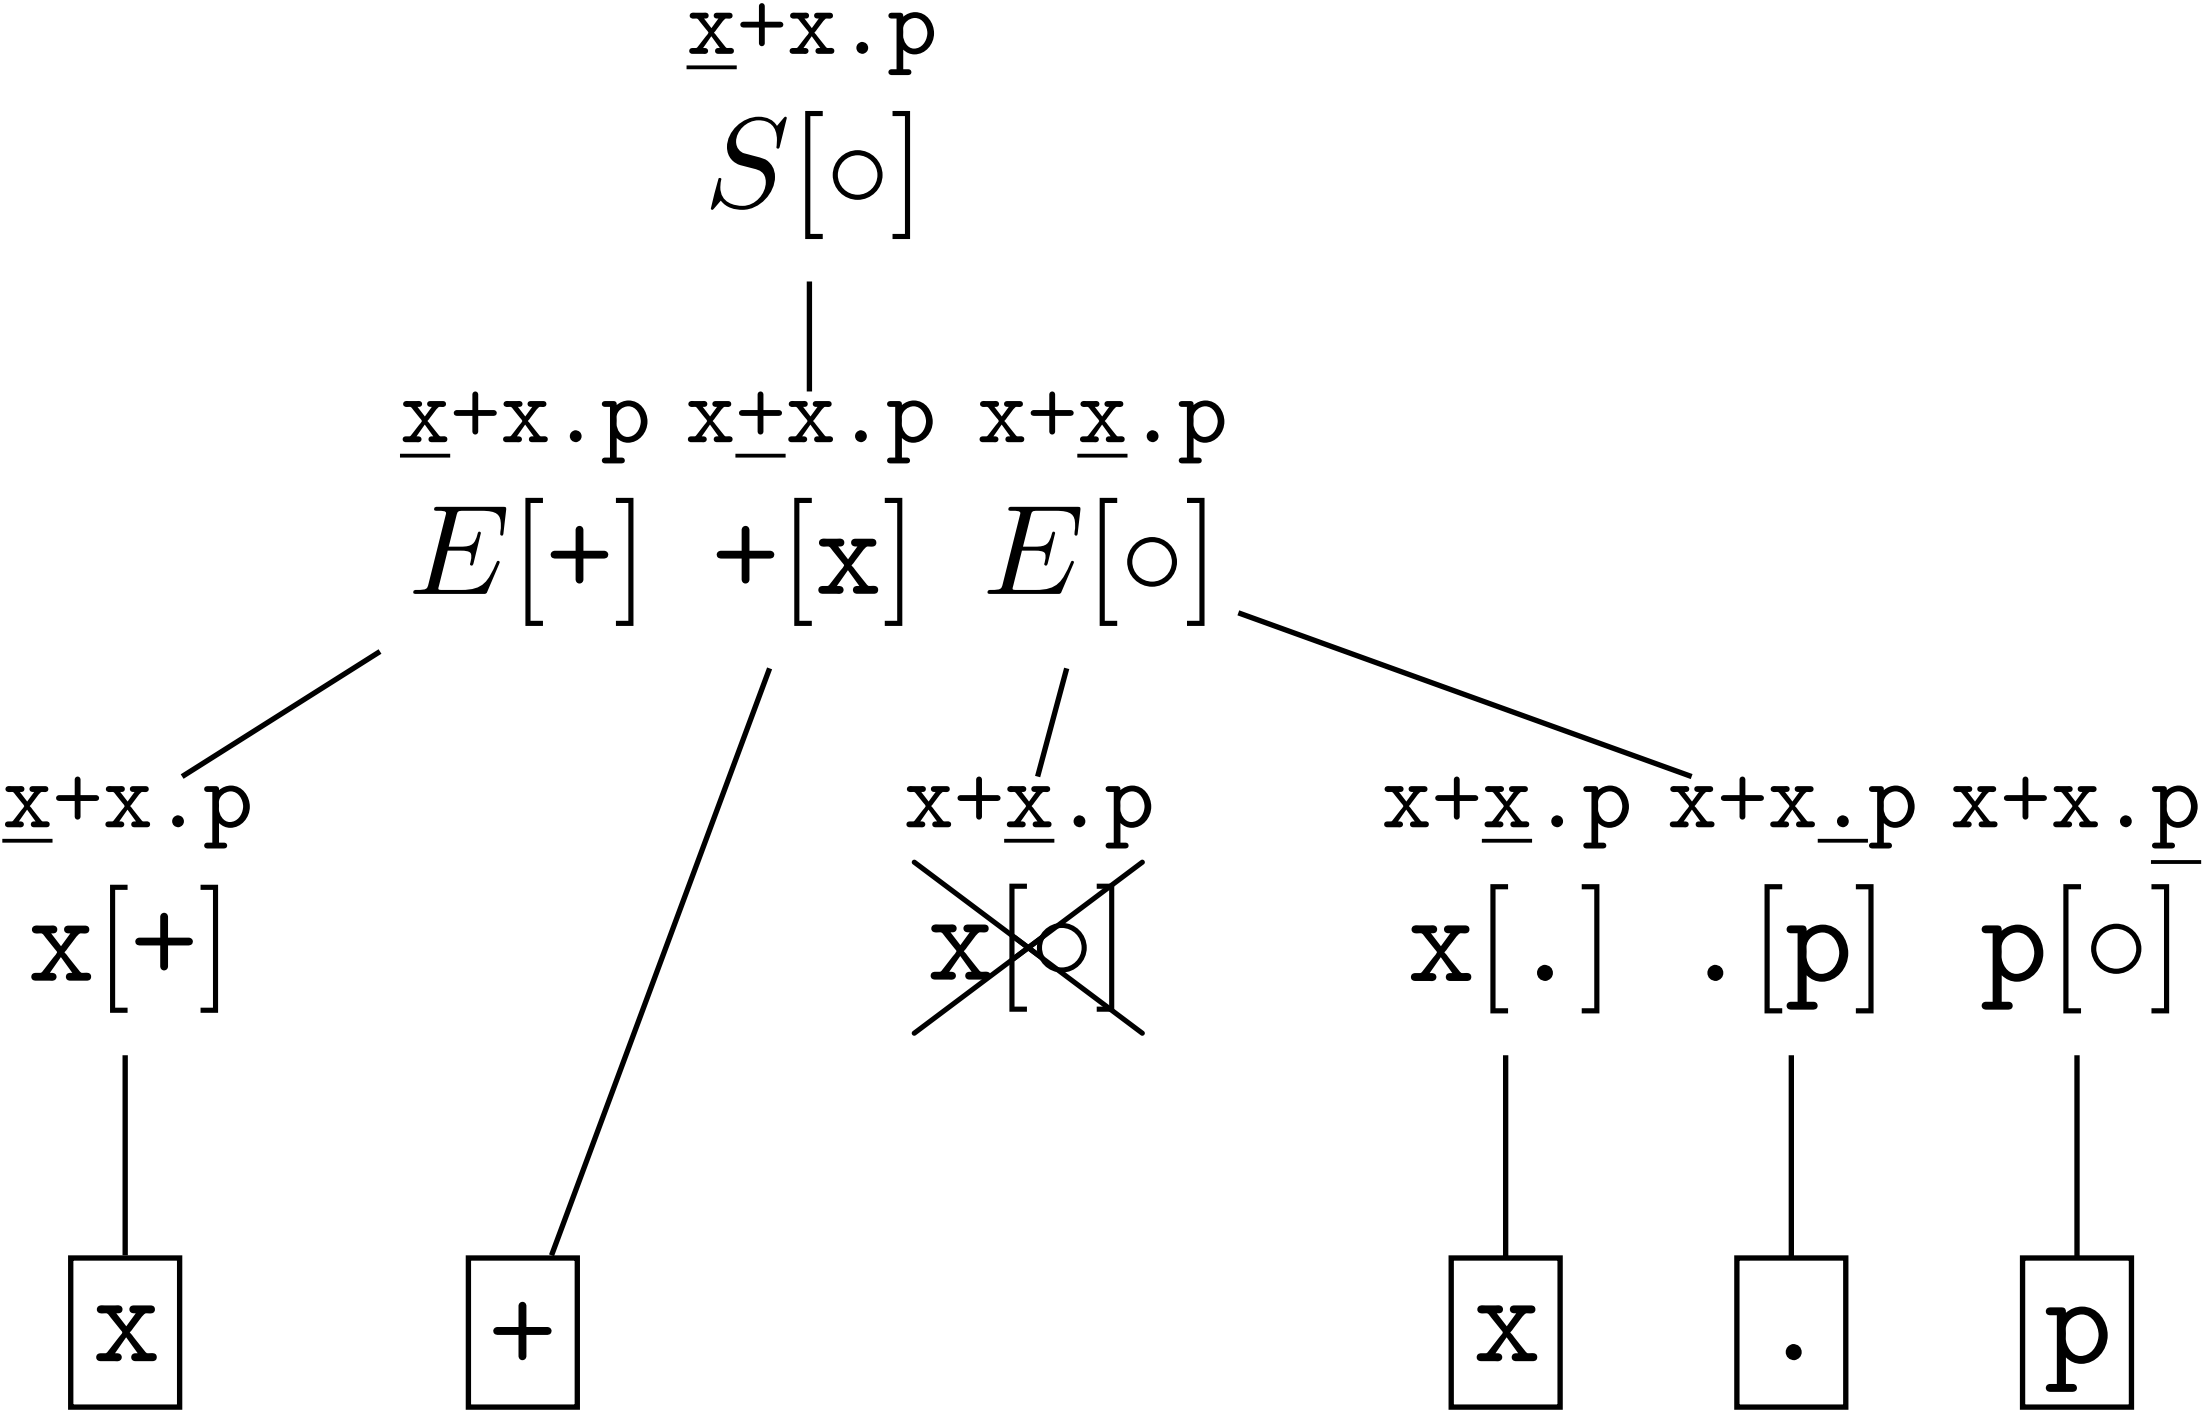 x+x.p
S[○]
x+x.p x+x.p x+x.p
E[+] +[x] E[○]
x+x.p x+x.p x+x.p x+x.p x+x.p
x[+] x[○] x[.] .[p] p[○]
x + x . p